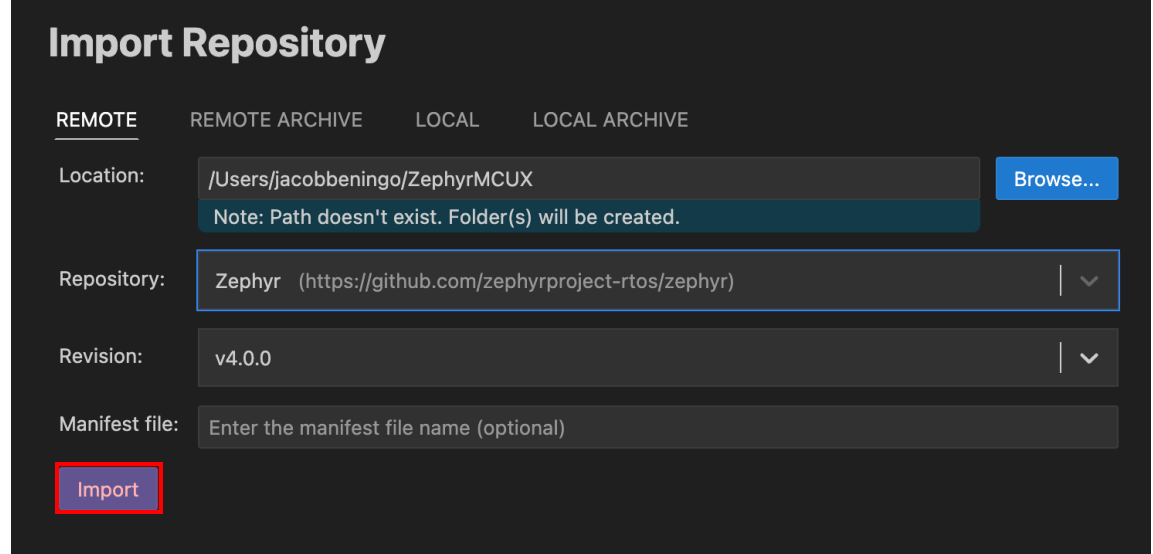 Import Repository
REMOTE REMOTE ARCHIVE LOCAL LOCAL ARCHIVE
Location: /Users/jacobbeningo/ZephyrMCUX Browse...
Note: Path doesn't exist. Folder(s) will be created.
Repository: Zephyr (https://github.com/zephyrproject-rtos/zephyr)
Revision: v4.0.0
Manifest file: Enter the manifest file name (optional)
Import